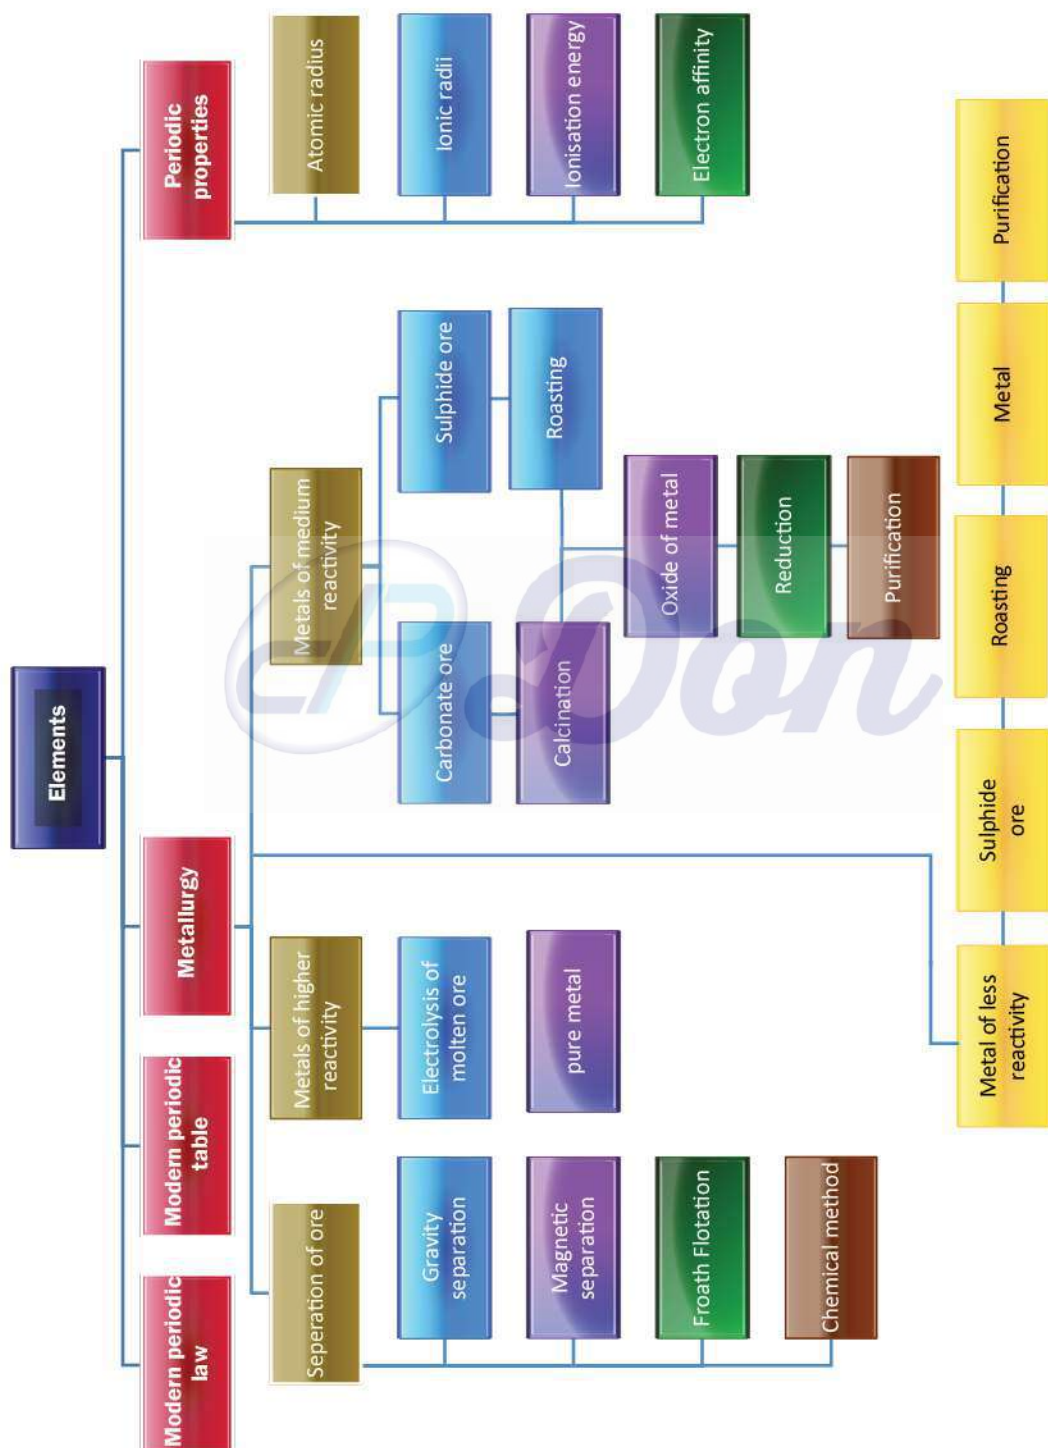 Elements
Modern periodic
law
Modern periodic
table
Metallurgy
Periodic
properties
Seperation of ore
Gravity
separation
Magnetic
separation
Froath Flotation
Chemical method
Metals of higher
reactivity
Electrolysis of
molten ore
pure metal
Metals of medium
reactivity
Carbonate ore
Calcination
Sulphide ore
Roasting
Oxide of metal
Reduction
Purification
Atomic radius
Ionic radii
Ionisation energy
Electron affinity
Metal of less
reactivity
Sulphide
ore
Roasting
Metal
Purification
Don